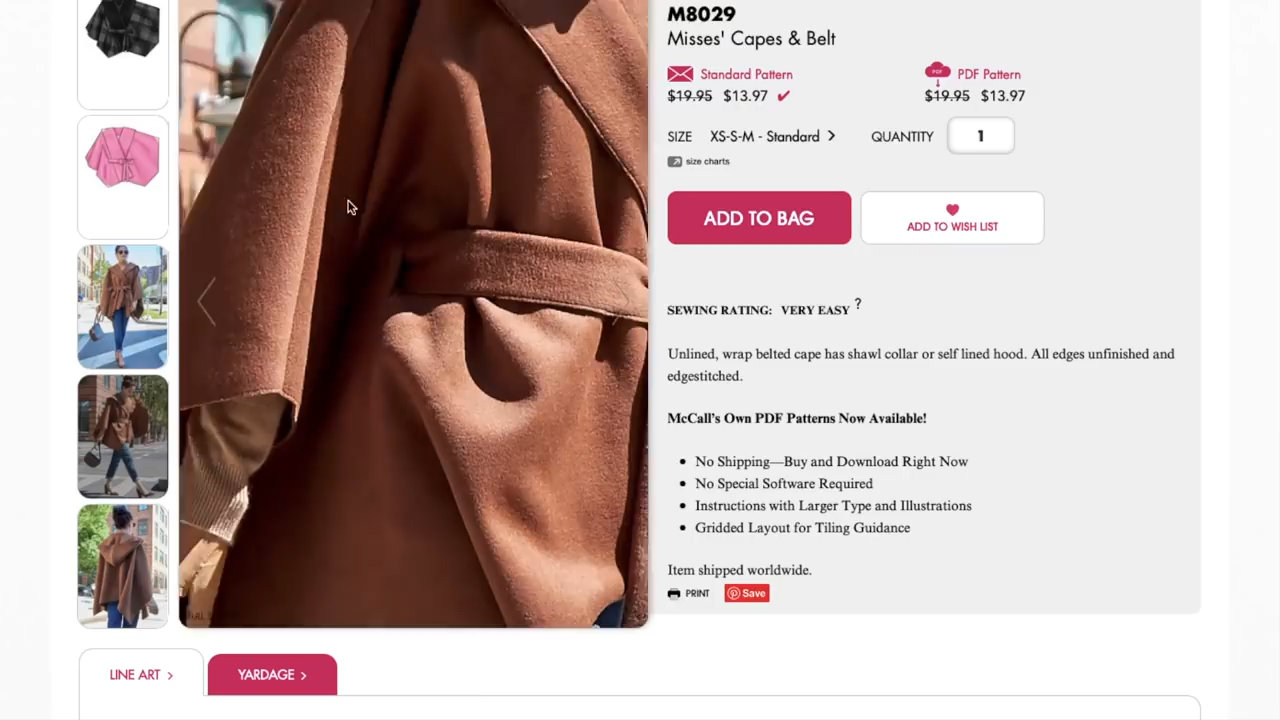 M8029
Misses' Capes & Belt
Standard Pattern
PDF
PDF Pattern
$19.95 $13.97 ✔
$19.95 $13.97
SIZE XS-S-M - Standard >
QUANTITY 1
size charts
ADD TO BAG
ADD TO WISH LIST
SEWING RATING: VERY EASY ?
Unlined, wrap belted cape has shawl collar or self lined hood. All edges unfinished and
edgestitched.
McCall's Own PDF Patterns Now Available!
• No Shipping—Buy and Download Right Now
• No Special Software Required
• Instructions with Larger Type and Illustrations
• Gridded Layout for Tiling Guidance
Item shipped worldwide.
PRINT
Save
LINE ART >
YARDAGE >